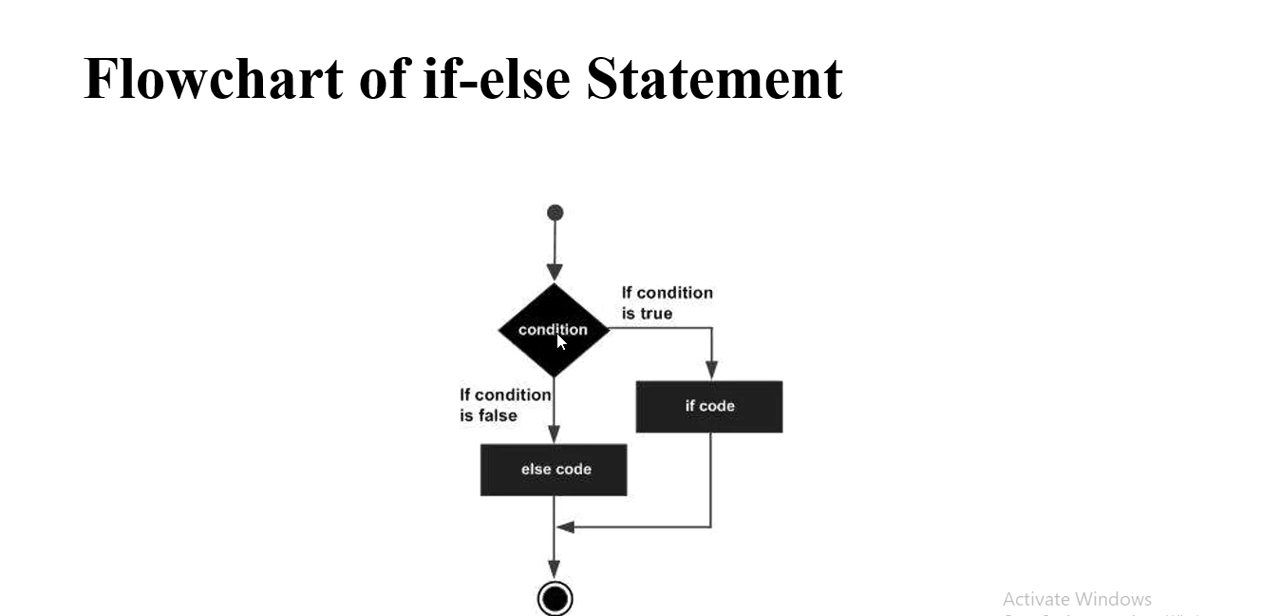 Flowchart of if-else Statement
If condition
is true
condition
If condition
is false
if code
else code
Activate Windows